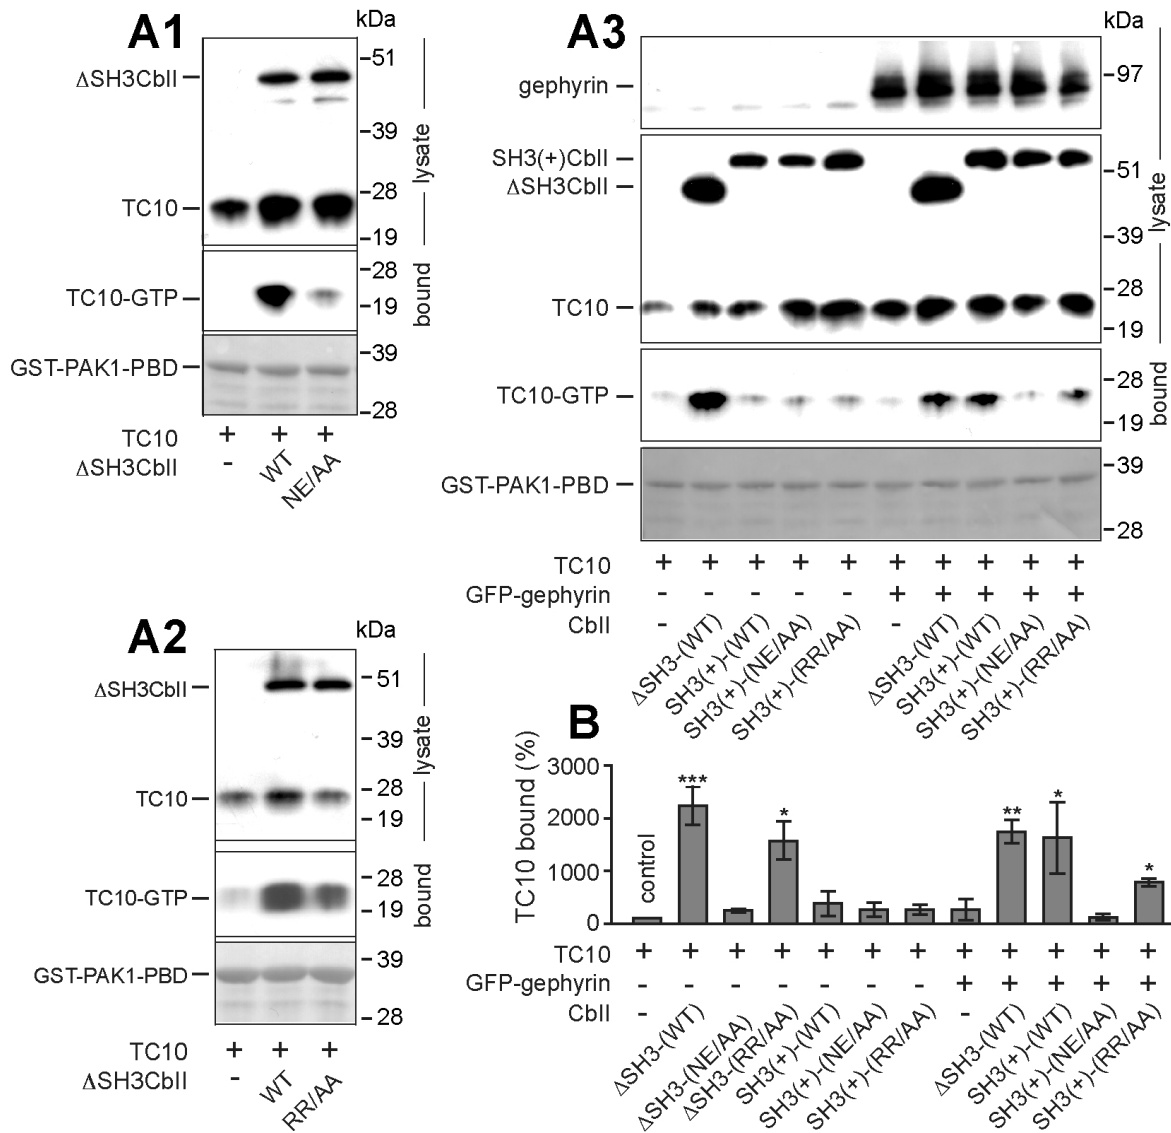 A1
kDa
ΔSH3CbII
51
39
TC10
28
19
lysate
TC10-GTP
28
19
bound
GST-PAK1-PBD
39
28
TC10 + + +
ΔSH3CbII - WT NE/AA
A2
kDa
ΔSH3CbII
51
39
TC10
28
19
lysate
TC10-GTP
28
19
bound
GST-PAK1-PBD
39
28
TC10 + + +
ΔSH3CbII - WT RR/AA
A3
kDa
gephyrin
97
SH3(+)CbII
ΔSH3CbII
51
39
TC10
28
19
lysate
TC10-GTP
28
19
bound
GST-PAK1-PBD
39
28
TC10 + + + + + + + + + +
GFP-gephyrin - - - - - + + + + +
CbII - ΔSH3-(WT) SH3(+)-(WT) SH3(+)-(NE/AA) SH3(+)-(RR/AA) - ΔSH3-(WT) SH3(+)-(WT) SH3(+)-(NE/AA) SH3(+)-(RR/AA)
B
TC10 bound (%)
3000
2000
1000
0
control
*** * ** * *
TC10 + + + + + + + + + + + +
GFP-gephyrin - - - - - - - + + + + +
CbII - ΔSH3-(WT) ΔSH3-(NE/AA) ΔSH3-(RR/AA) SH3(+)-(WT) SH3(+)-(NE/AA) SH3(+)-(RR/AA) - ΔSH3-(WT) SH3(+)-(WT) SH3(+)-(NE/AA) SH3(+)-(RR/AA)